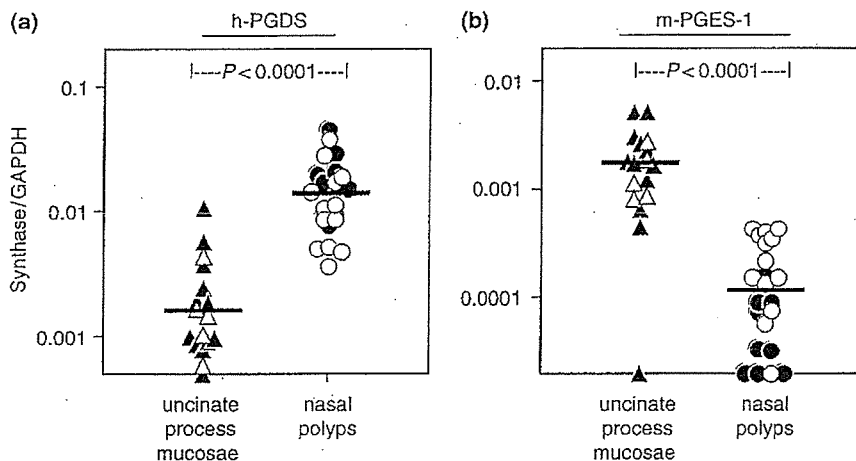 (a)
h-PGDS
P < 0.0001
Synthase/GAPDH
0.1
0.01
0.001
uncinate
process
mucosae
nasal
polyps
(b)
m-PGES-1
P < 0.0001
0.01
0.001
0.0001
uncinate
process
mucosae
nasal
polyps